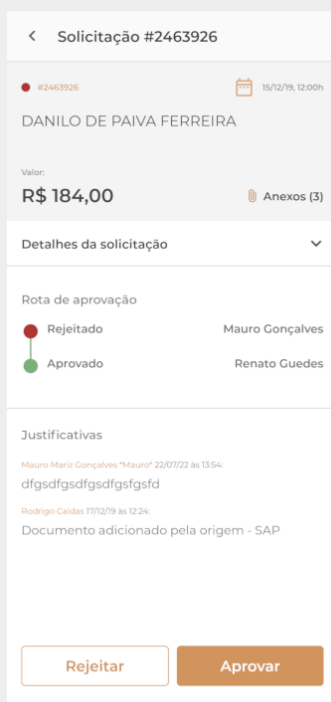 Solicitação #2463926
#2463926 15/12/19, 12:00h
DANILO DE PAIVA FERREIRA
Valor:
R$ 184,00 Anexos (3)
Detalhes da solicitação
Rota de aprovação
Rejeitado Mauro Gonçalves
Aprovado Renato Guedes
Justificativas
Mauro Mariz Gonçalves "Mauro" 22/07/22 às 13:54:
dfgsdfgsdfgsdfgsfgsfd
Rodrigo Caldas 17/12/19 às 12:24:
Documento adicionado pela origem - SAP
Rejeitar Aprovar